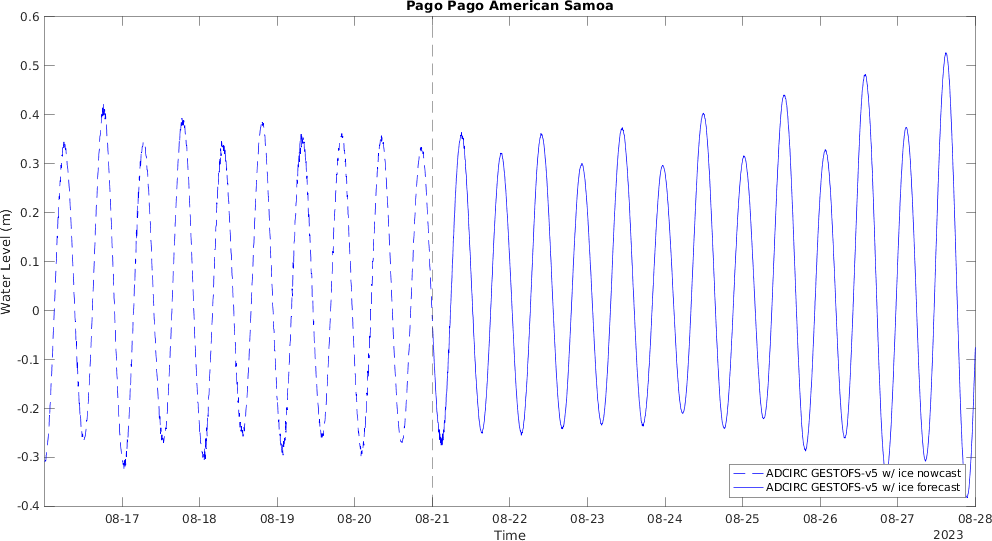 Pago Pago American Samoa
0.6
0.5
0.4
0.3
0.2
0.1
0
-0.1
-0.2
-0.3
-0.4
Water Level (m)
ADCIRC GESTOFS-v5 w/ ice nowcast
ADCIRC GESTOFS-v5 w/ ice forecast
08-17 08-18 08-19 08-20 08-21 08-22 08-23 08-24 08-25 08-26 08-27 08-28
Time
2023